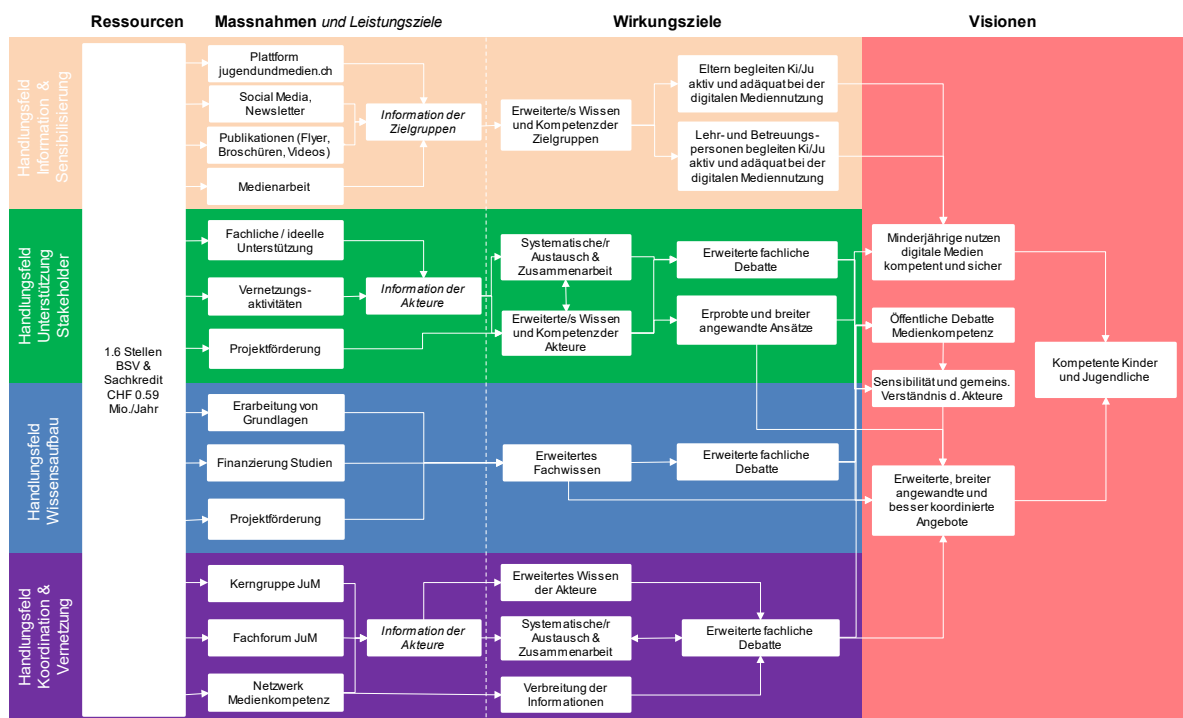 Ressourcen
Massnahmen und Leistungsziele
Wirkungsziele
Visionen
Handlungsfeld
Information &
Sensibilisierung
Plattform
jugendundmedien.ch
Social Media,
Newsletter
Publikationen (Flyer,
Broschüren, Videos)
Medienarbeit
Information der
Zielgruppen
Erweiterte/s Wissen
und Kompetenz der
Zielgruppen
Eltern begleiten Ki/Ju
aktiv und adäquat bei der
digitalen Mediennutzung
Lehr- und Betreuungs-
personen begleiten Ki/Ju
aktiv und adäquat bei der
digitalen Mediennutzung
Handlungsfeld
Unterstützung
Stakeholder
Fachliche / ideelle
Unterstützung
Vernetzungs-
aktivitäten
Projektförderung
Information der
Akteure
Systematische/r
Austausch &
Zusammenarbeit
Erweiterte/s Wissen
und Kompetenz der
Akteure
Erweiterte fachliche
Debatte
Erprobte und breiter
angewandte Ansätze
1.6 Stellen
BSV &
Sachkredit
CHF 0.59
Mio./Jahr
Handlungsfeld
Wissensaufbau
Erarbeitung von
Grundlagen
Finanzierung Studien
Projektförderung
Erweitertes
Fachwissen
Erweiterte fachliche
Debatte
Handlungsfeld
Koordination &
Vernetzung
Kerngruppe JuM
Fachforum JuM
Netzwerk
Medienkompetenz
Information der
Akteure
Erweitertes Wissen
der Akteure
Systematische/r
Austausch &
Zusammenarbeit
Verbreitung der
Informationen
Erweiterte fachliche
Debatte
Minderjährige nutzen
digitale Medien
kompetent und sicher
Öffentliche Debatte
Medienkompetenz
Sensibilität und gemeins.
Verständnis d. Akteure
Erweiterte, breiter
angewandte und
besser koordinierte
Angebote
Kompetente Kinder
und Jugendliche